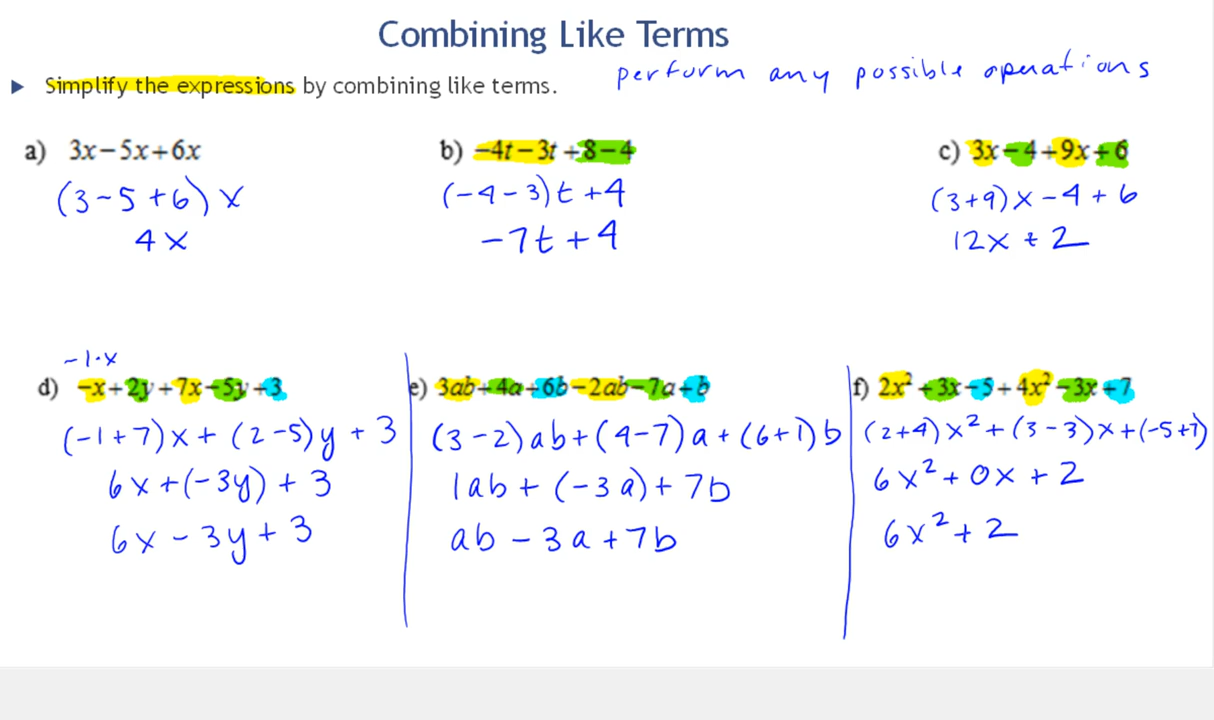 Combining Like Terms
Simplify the expressions by combining like terms.
perform any possible operations
a) 3x−5x+6x
(3−5+6)x
4x
b) −4t−3t+8−4
(−4−3)t+4
−7t+4
c) 3x−4+9x+6
(3+9)x−4+6
12x+2
−1·x
d) −x+2y+7x−5y+3
(−1+7)x+(2−5)y+3
6x+(−3y)+3
6x−3y+3
e) 3ab+4a+6b−2ab−7a+b
(3−2)ab+(4−7)a+(6+1)b
1ab+(−3a)+7b
ab−3a+7b
f) 2x²+3x−5+4x²−3x+7
(2+4)x²+(3−3)x+(−5+7)
6x²+0x+2
6x²+2